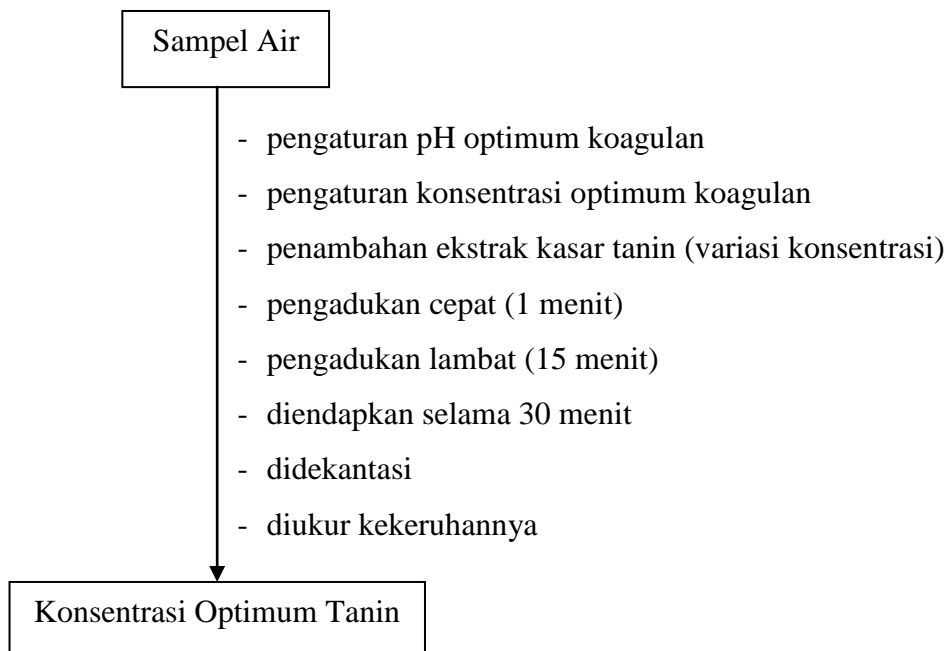 Sampel Air
- pengaturan pH optimum koagulan
- pengaturan konsentrasi optimum koagulan
- penambahan ekstrak kasar tanin (variasi konsentrasi)
- pengadukan cepat (1 menit)
- pengadukan lambat (15 menit)
- diendapkan selama 30 menit
- didekantasi
- diukur kekeruhannya
Konsentrasi Optimum Tanin